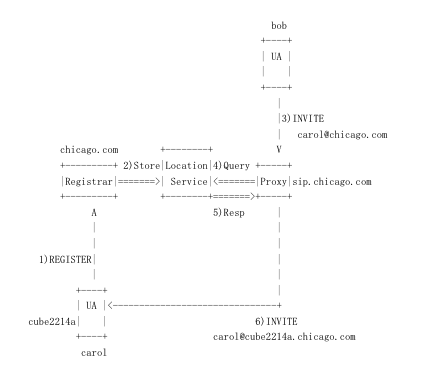 bob
UA
3)INVITE
carol@chicago.com
chicago.com
2)Store Location 4)Query
Registrar Service Proxy sip.chicago.com
5)Resp
1)REGISTER
UA
cube2214a
6)INVITE
carol@cube2214a.chicago.com
carol